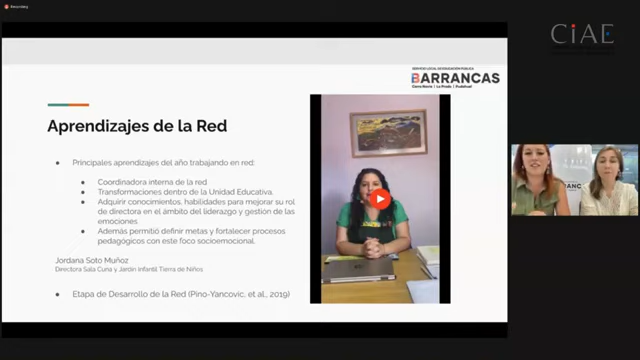 Recording
CIAE
SERVICIO LOCAL DE EDUCACIÓN PÚBLICA
BARRANCAS
Cerro Navia | Lo Prado | Pudahuel
Aprendizajes de la Red
● Principales aprendizajes del año trabajando en red:
● Coordinadora interna de la red
● Transformaciones dentro de la Unidad Educativa.
● Adquirir conocimientos, habilidades para mejorar su rol
de directora en el ámbito del liderazgo y gestión de las
emociones
● Además permitió definir metas y fortalecer procesos
pedagógicos con este foco socioemocional.
Jordana Soto Muñoz
Directora Sala Cuna y Jardín Infantil Tierra de Niños
● Etapa de Desarrollo de la Red (Pino-Yancovic, et al., 2019)